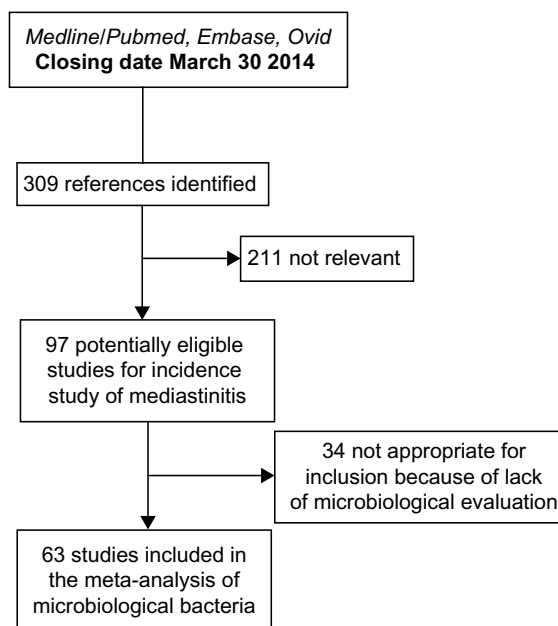 Medline/Pubmed, Embase, Ovid
Closing date March 30 2014
309 references identified
211 not relevant
97 potentially eligible
studies for incidence
study of mediastinitis
34 not appropriate for
inclusion because of lack
of microbiological evaluation
63 studies included in
the meta-analysis of
microbiological bacteria